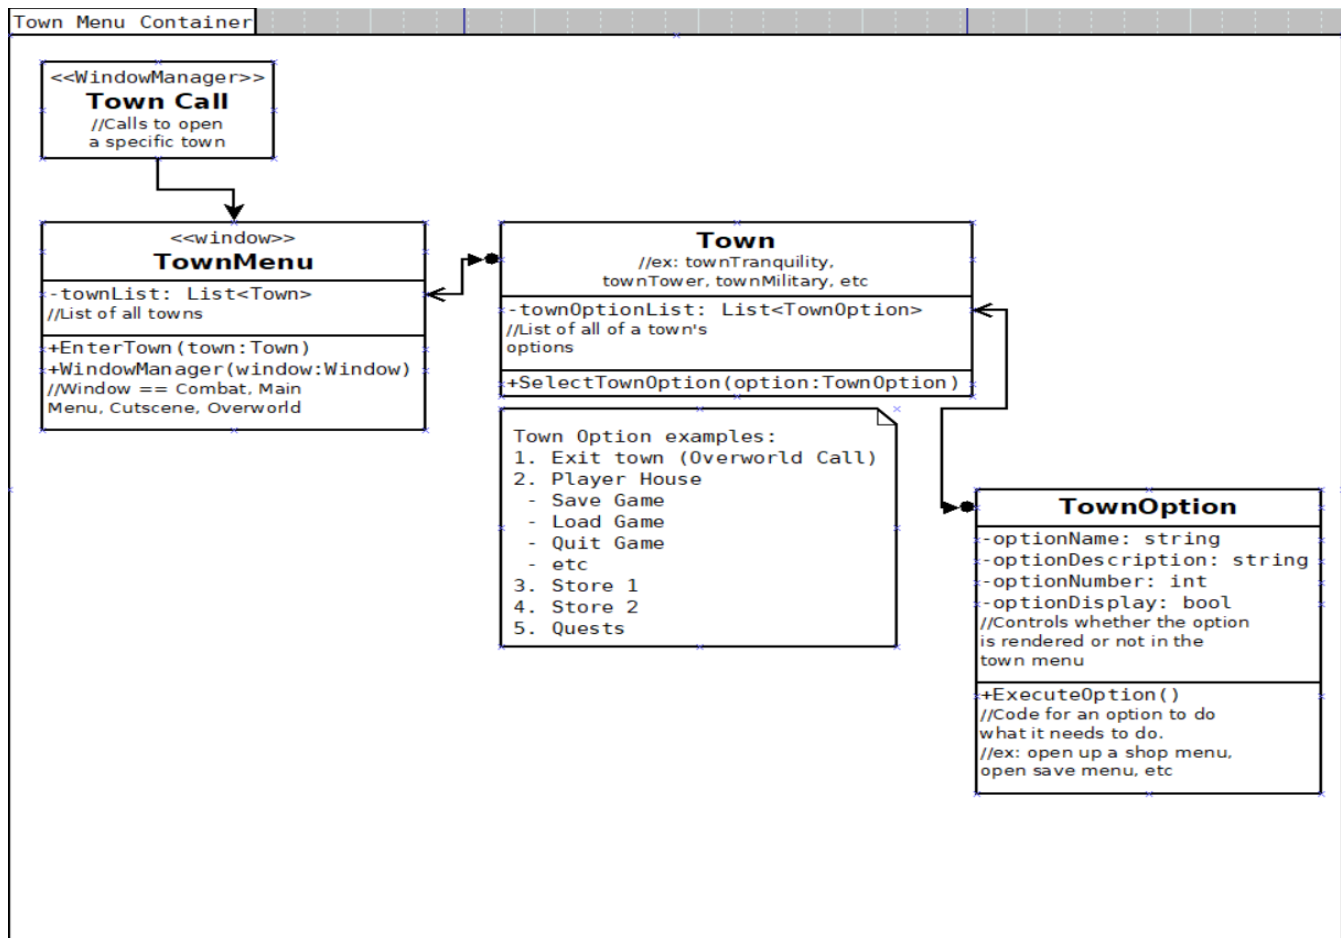 Town Menu Container
<<WindowManager>>
Town Call
//Calls to open
a specific town
<<window>>
TownMenu
-townList: List<Town>
//List of all towns
+EnterTown(town:Town)
+WindowManager(window:Window)
//Window == Combat, Main
Menu, Cutscene, Overworld
Town
//ex: townTranquility,
townTower, townMilitary, etc
-townOptionList: List<TownOption>
//List of all of a town's
options
+SelectTownOption(option:TownOption)
Town Option examples:
1. Exit town (Overworld Call)
2. Player House
- Save Game
- Load Game
- Quit Game
- etc
3. Store 1
4. Store 2
5. Quests
TownOption
-optionName: string
-optionDescription: string
-optionNumber: int
-optionDisplay: bool
//Controls whether the option
is rendered or not in the
town menu
+ExecuteOption()
//Code for an option to do
what it needs to do.
//ex: open up a shop menu,
open save menu, etc